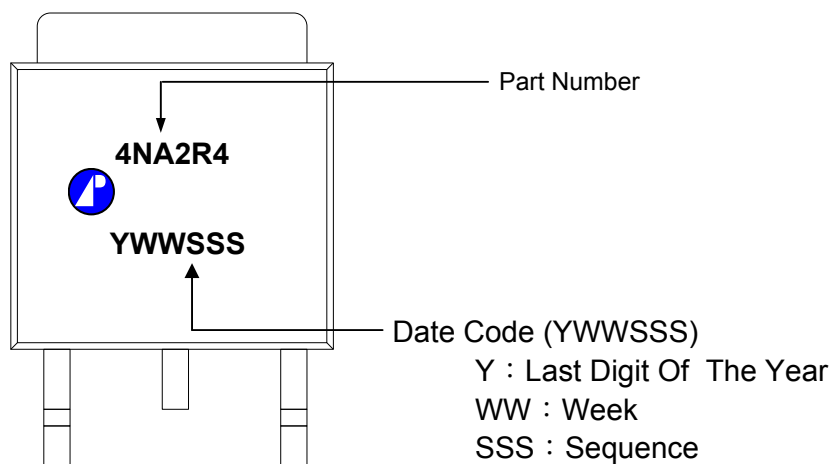 Part Number
4NA2R4
YWWSSS
Date Code (YWWSSS)
Y：Last Digit Of The Year
WW：Week
SSS：Sequence